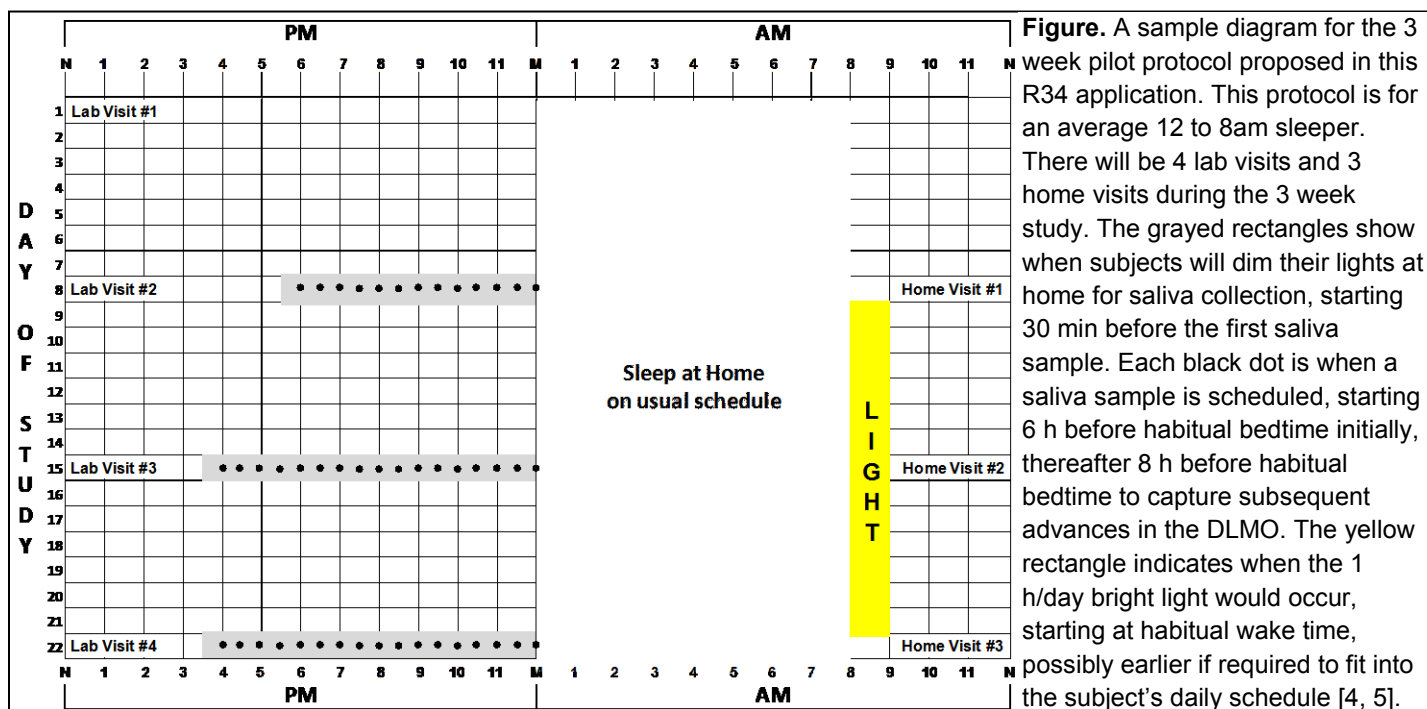 PM AM
N 1 2 3 4 5 6 7 8 9 10 11 M 1 2 3 4 5 6 7 8 9 10 11 N
DAY OF STUDY
1 Lab Visit #1
2
3
4
5
6
7
8 Lab Visit #2 Home Visit #1
9
10
11
12
13
14
15 Lab Visit #3 Home Visit #2
16
17
18
19
20
21
22 Lab Visit #4 Home Visit #3
Sleep at Home
on usual schedule
LIGHT
N 1 2 3 4 5 6 7 8 9 10 11 M 1 2 3 4 5 6 7 8 9 10 11 N
PM AM
Figure. A sample diagram for the 3
week pilot protocol proposed in this
R34 application. This protocol is for
an average 12 to 8am sleeper.
There will be 4 lab visits and 3
home visits during the 3 week
study. The grayed rectangles show
when subjects will dim their lights at
home for saliva collection, starting
30 min before the first saliva
sample. Each black dot is when a
saliva sample is scheduled, starting
6 h before habitual bedtime initially,
thereafter 8 h before habitual
bedtime to capture subsequent
advances in the DLMO. The yellow
rectangle indicates when the 1
h/day bright light would occur,
starting at habitual wake time,
possibly earlier if required to fit into
the subject's daily schedule [4, 5].